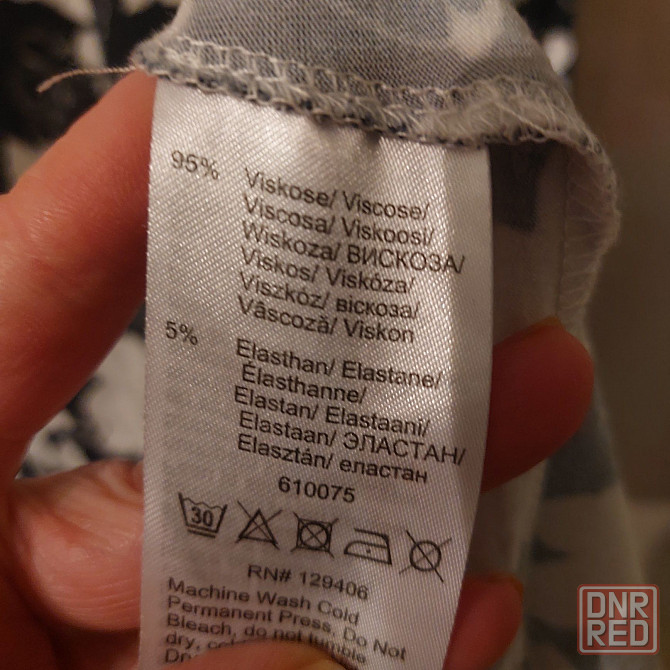 95% Viskose/ Viscose/
Viscosa/ Viskoosi/
Wiskoza/ ВИСКОЗА/
Viskos/ Viskóza/
Viszkóz/ віскоза/
Vâscoză/ Viskon
5% Elasthan/ Elastane/
Élasthanne/
Elastan/ Elastaani/
Elastaan/ ЭЛАСТАН/
Elasztán/ еластан
610075
30
RN# 129406
Machine Wash Cold
Permanent Press. Do Not
Bleach, do not tumble
dry,
DNR
RED